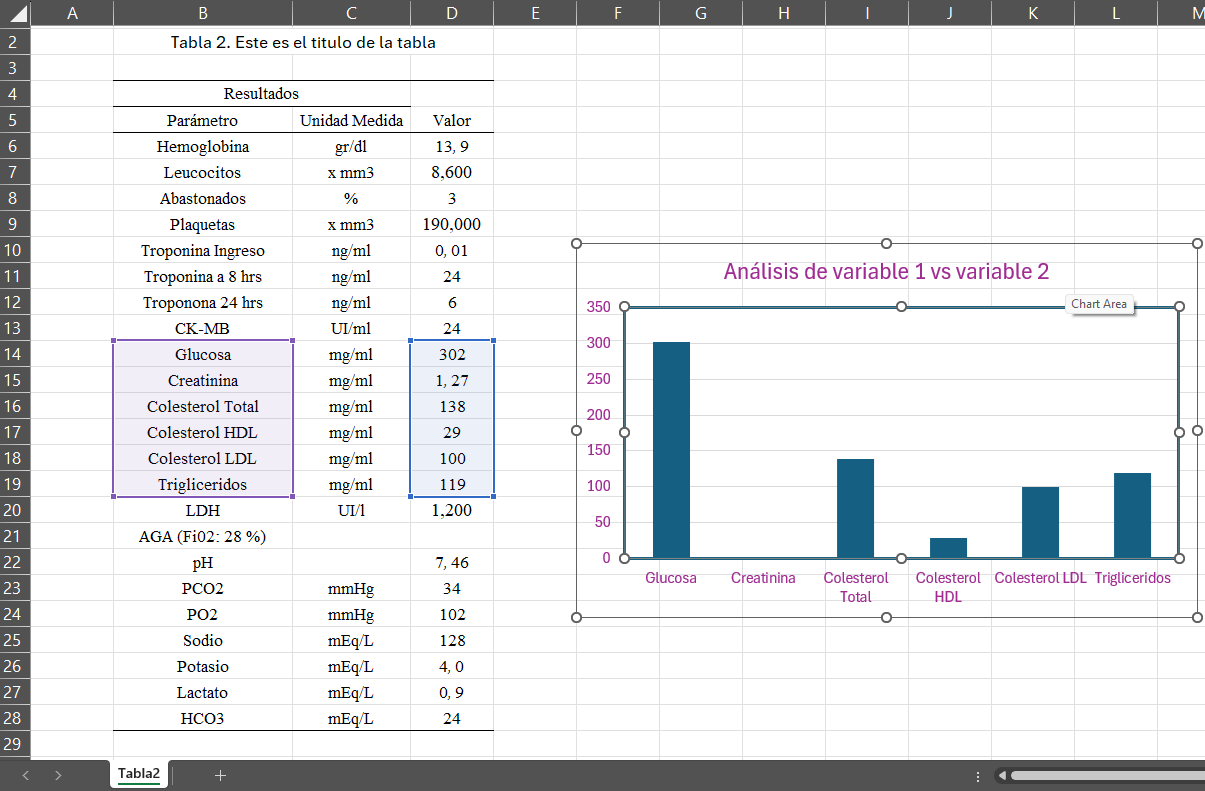 A B C D E F G H I J K L M
2 Tabla 2. Este es el titulo de la tabla
3
4 Resultados
5 Parámetro Unidad Medida Valor
6 Hemoglobina gr/dl 13, 9
7 Leucocitos x mm3 8,600
8 Abastonados % 3
9 Plaquetas x mm3 190,000
10 Troponina Ingreso ng/ml 0, 01
11 Troponina a 8 hrs ng/ml 24
12 Troponona 24 hrs ng/ml 6
13 CK-MB UI/ml 24
14 Glucosa mg/ml 302
15 Creatinina mg/ml 1, 27
16 Colesterol Total mg/ml 138
17 Colesterol HDL mg/ml 29
18 Colesterol LDL mg/ml 100
19 Trigliceridos mg/ml 119
20 LDH UI/l 1,200
21 AGA (Fi02: 28 %)
22 pH 7, 46
23 PCO2 mmHg 34
24 PO2 mmHg 102
25 Sodio mEq/L 128
26 Potasio mEq/L 4, 0
27 Lactato mEq/L 0, 9
28 HCO3 mEq/L 24
29
Análisis de variable 1 vs variable 2
Chart Area
350
300
250
200
150
100
50
0
Glucosa Creatinina Colesterol Colesterol Colesterol LDL Trigliceridos
Total HDL
Tabla2